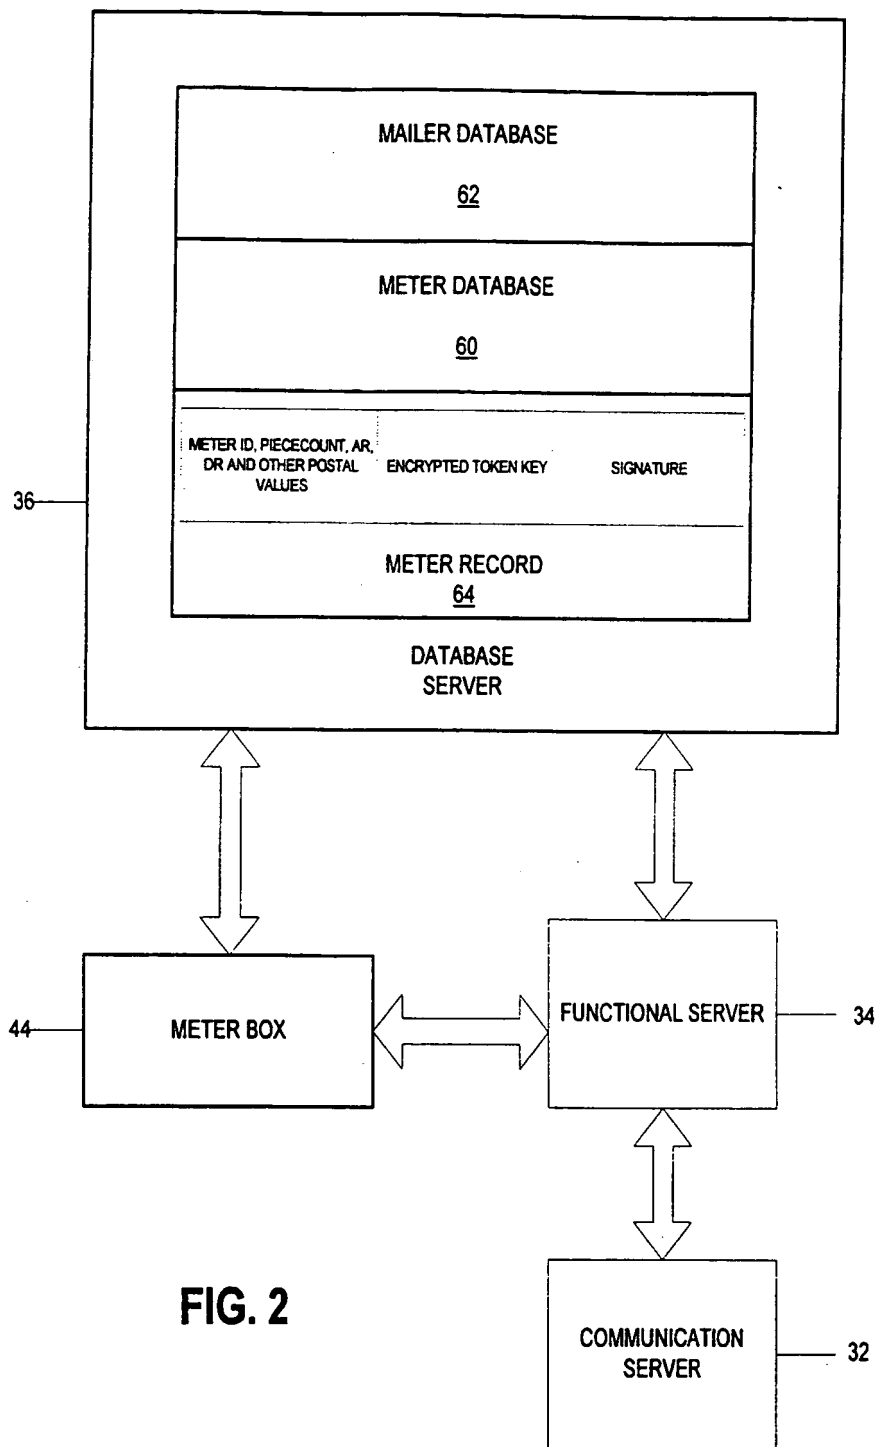 MAILER DATABASE
62
METER DATABASE
60
METER ID, PIECECOUNT, AR,
DR AND OTHER POSTAL
VALUES
ENCRYPTED TOKEN KEY
SIGNATURE
36
METER RECORD
64
DATABASE
SERVER
44
METER BOX
FUNCTIONAL SERVER
34
FIG. 2
COMMUNICATION
SERVER
32